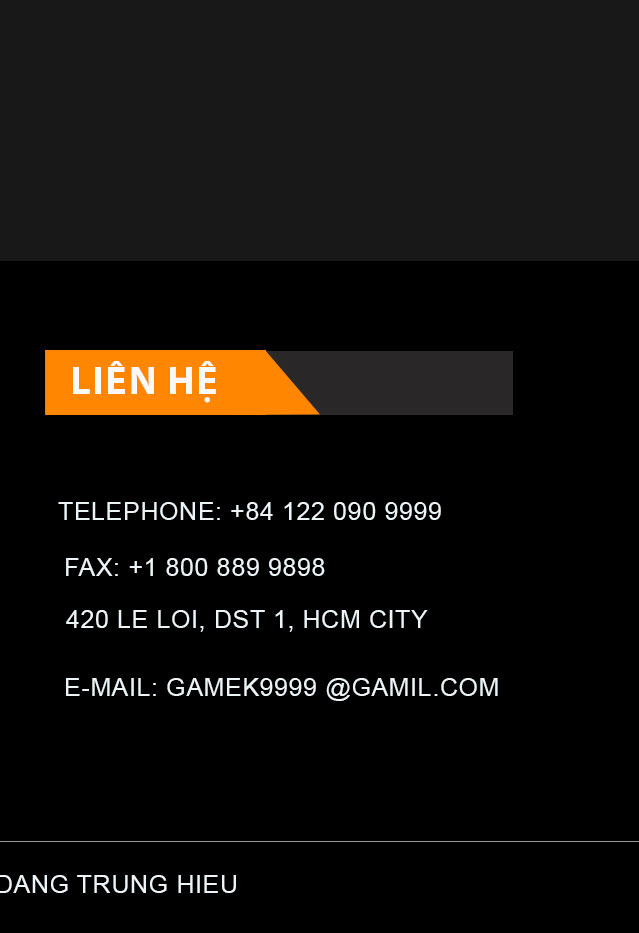 LIÊN HỆ
TELEPHONE: +84 122 090 9999
FAX: +1 800 889 9898
420 LE LOI, DST 1, HCM CITY
E-MAIL: GAMEK9999 @GAMIL.COM
DANG TRUNG HIEU